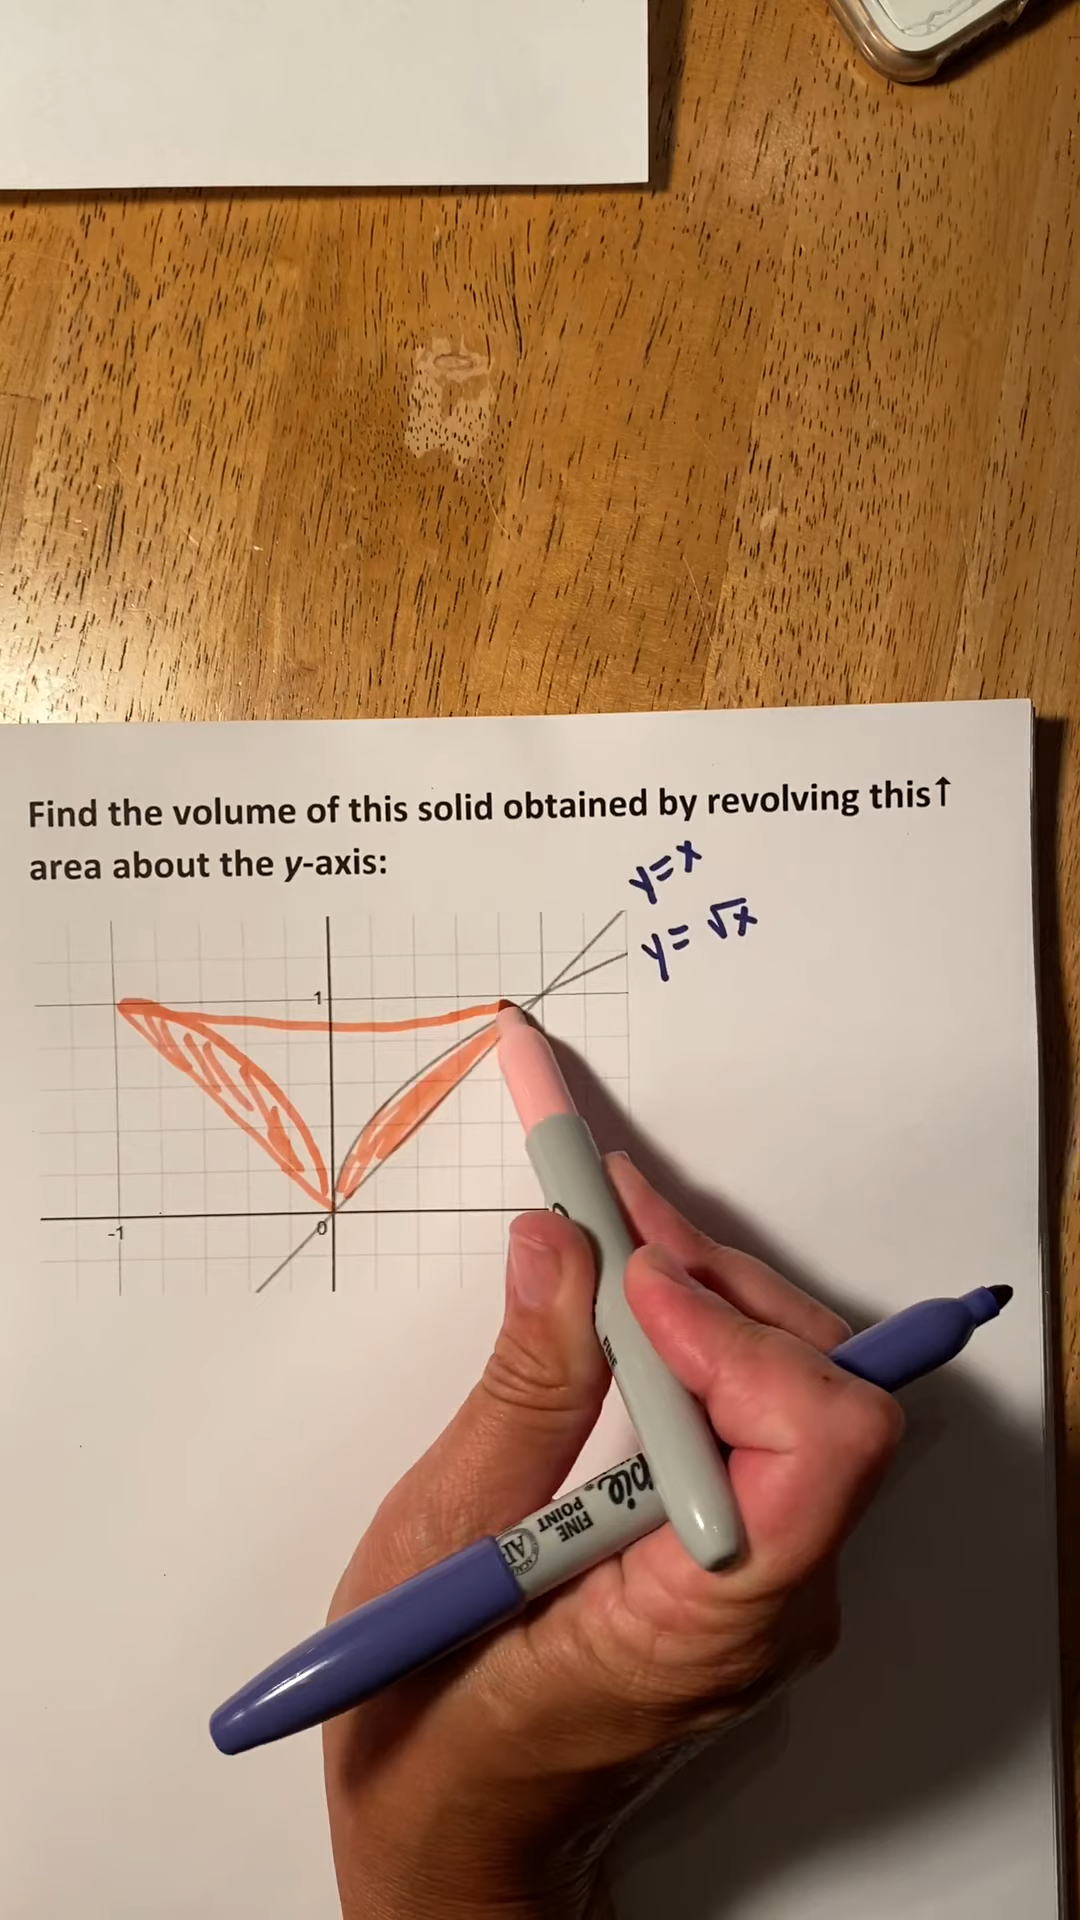 Find the volume of this solid obtained by revolving this↑
area about the y-axis:
y=x
y=√x
1
-1
0
FINE
pie.
FINE
POINT